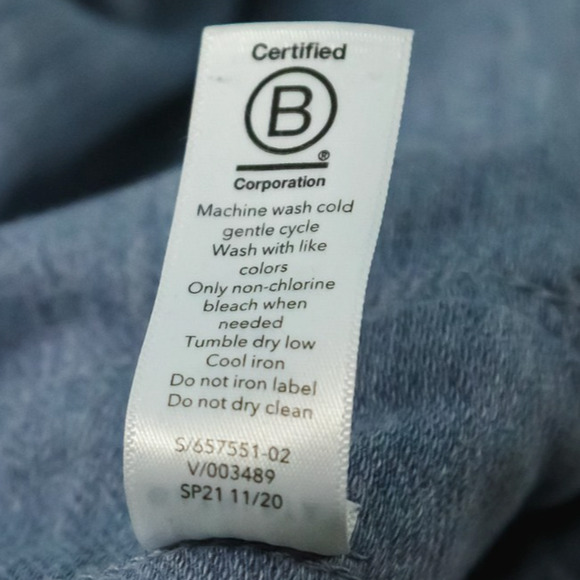 Certified
B
®
Corporation
Machine wash cold
gentle cycle
Wash with like
colors
Only non-chlorine
bleach when
needed
Tumble dry low
Cool iron
Do not iron label
Do not dry clean
S/657551-02
V/003489
SP21 11/20